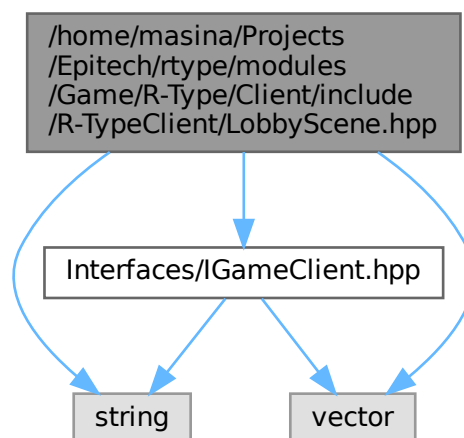 /home/masina/Projects
/Epitech/rtype/modules
/Game/R-Type/Client/include
/R-TypeClient/LobbyScene.hpp
Interfaces/IGameClient.hpp
string
vector